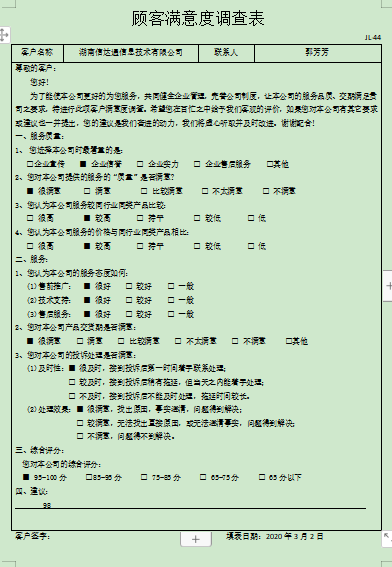 顾客满意度调查表
JL-44
客户名称 湖南信达通信息技术有限公司 联系人 郭芳芳
尊敬的客户:
您好!
为了能使本公司更好的为您服务,共同健全企业管理,完善公司制度,让本公司的服务品质、交期满足贵
司之要求,特进行此项客户满意度调查。希望您在百忙之中给予我们客观的评价,如果您对本公司有其它要求
或建议也一并提出,您的建议是我们奋进的动力,我们将虚心听取并及时改进。谢谢配合!
一、服务质量:
1、您选择本公司时最看重的是:
□企业宣传 ■ 企业信誉 □ 企业实力 □ 企业售后服务 □其他
2、您对本公司提供的服务的“质量”是否满意?
■ 很满意 □ 满意 □ 比较满意 □ 不太满意 □ 不满意
3、您认为本公司服务较同行业同类产品比较:
□ 很高 ■ 较高 □ 持平 □ 较低 □ 低
4、您认为本公司服务的价格与同行业同类产品相比:
□ 很高 ■ 较高 □ 持平 □ 较低 □ 低
二、服务:
1、您认为本公司的服务态度如何:
(1)售前推广: ■ 很好 □ 较好 □ 一般
(2)技术支持: ■ 很好 □ 较好 □ 一般
(3)售后服务: ■ 很好 □ 较好 □ 一般
2、您对本公司产品交货期是否满意:
■ 很满意 □ 满意 □ 比较满意 □ 不太满意 □ 不满意 □其他
3、您对本公司的投诉处理是否满意:
(1)及时性:■ 很及时,接到投诉后第一时间着手联系处理;
□ 较及时,接到投诉后稍有拖延,但当天之内能着手处理;
□ 不及时,接到投诉后不能及时处理,拖延时间较长。
(2)处理效果:■ 很满意,找出原因,事实澄清,问题得到解决;
□ 较满意,无法找出直接原因,或无法澄清事实,问题得到解决;
□ 不满意,问题得不到解决。
三、综合评分:
您对本公司的综合评分:
■ 95-100 分 □85-95 分 □ 75-85 分 □ 65-75 分 □ 65 分以下
四、建议:
98
客户签字: 填表日期:2020 年 3 月 2 日